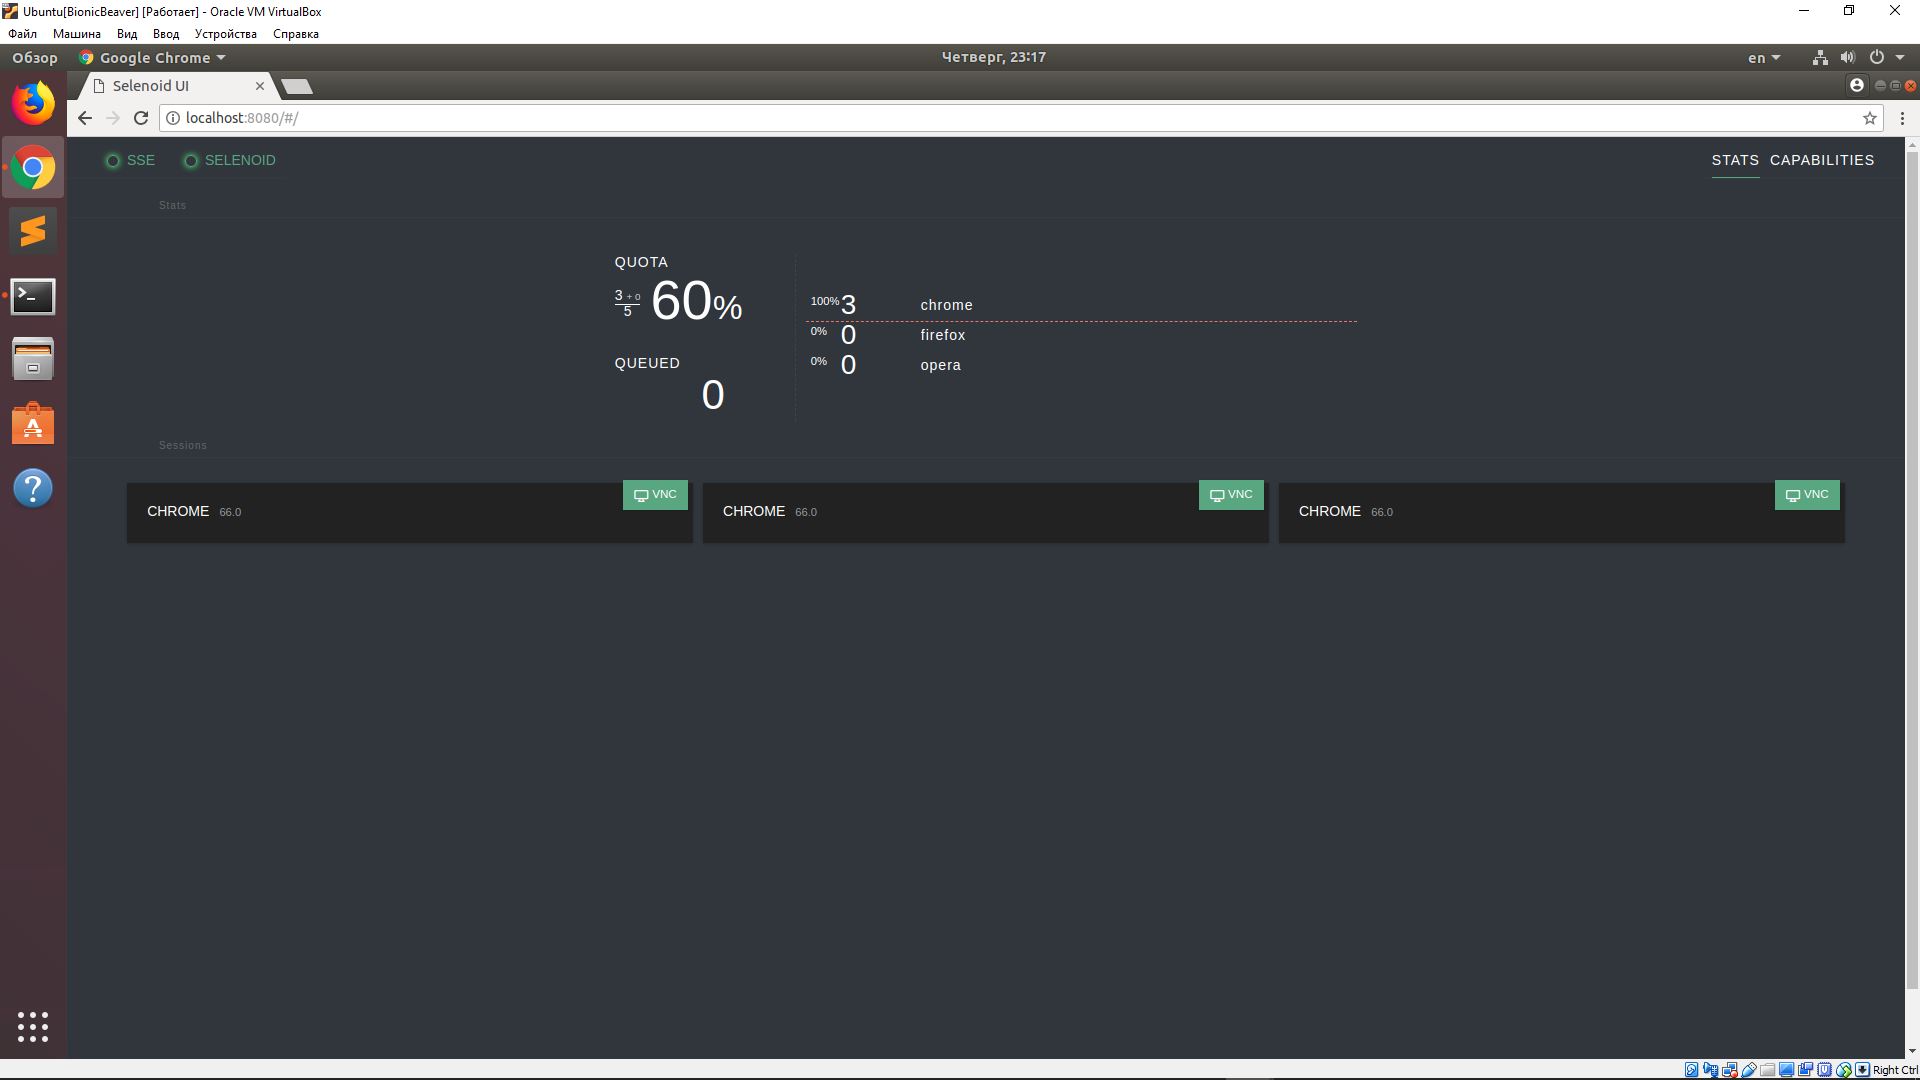 Ubuntu[BionicBeaver] [Работает] - Oracle VM VirtualBox
Файл Машина Вид Ввод Устройства Справка
Обзор Google Chrome Четверг, 23:17 en
Selenoid UI
localhost:8080/#/
SSE SELENOID STATS CAPABILITIES
Stats
QUOTA
3 + 0
5
60%
QUEUED
0
100% 3 chrome
0% 0 firefox
0% 0 opera
Sessions
CHROME 66.0 VNC
CHROME 66.0 VNC
CHROME 66.0 VNC
Right Ctrl